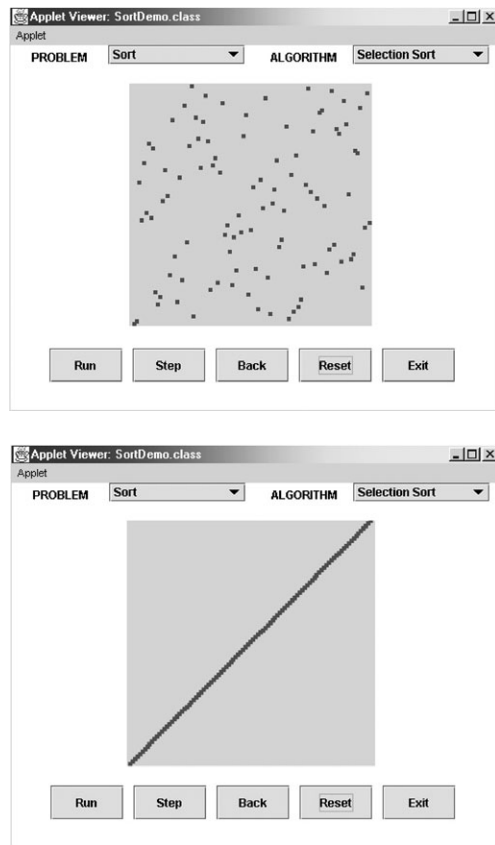 Applet Viewer: SortDemo.class
Applet
PROBLEM Sort ALGORITHM Selection Sort
Run Step Back Reset Exit
Applet Viewer: SortDemo.class
Applet
PROBLEM Sort ALGORITHM Selection Sort
Run Step Back Reset Exit